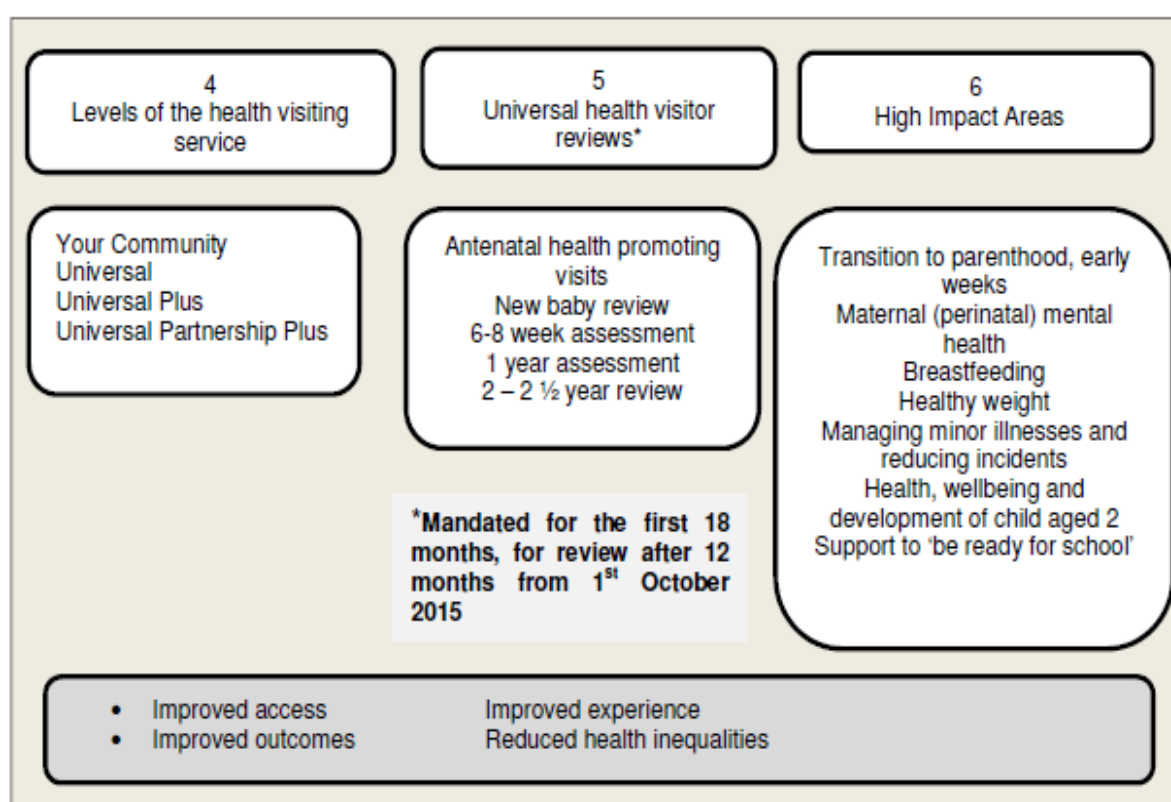 4
Levels of the health visiting
service
5
Universal health visitor
reviews*
6
High Impact Areas
Your Community
Universal
Universal Plus
Universal Partnership Plus
Antenatal health promoting
visits
New baby review
6-8 week assessment
1 year assessment
2 – 2 ½ year review
Transition to parenthood, early
weeks
Maternal (perinatal) mental
health
Breastfeeding
Healthy weight
Managing minor illnesses and
reducing incidents
Health, wellbeing and
development of child aged 2
Support to ‘be ready for school’
*Mandated for the first 18
months, for review after 12
months from 1st October
2015
• Improved access Improved experience
• Improved outcomes Reduced health inequalities